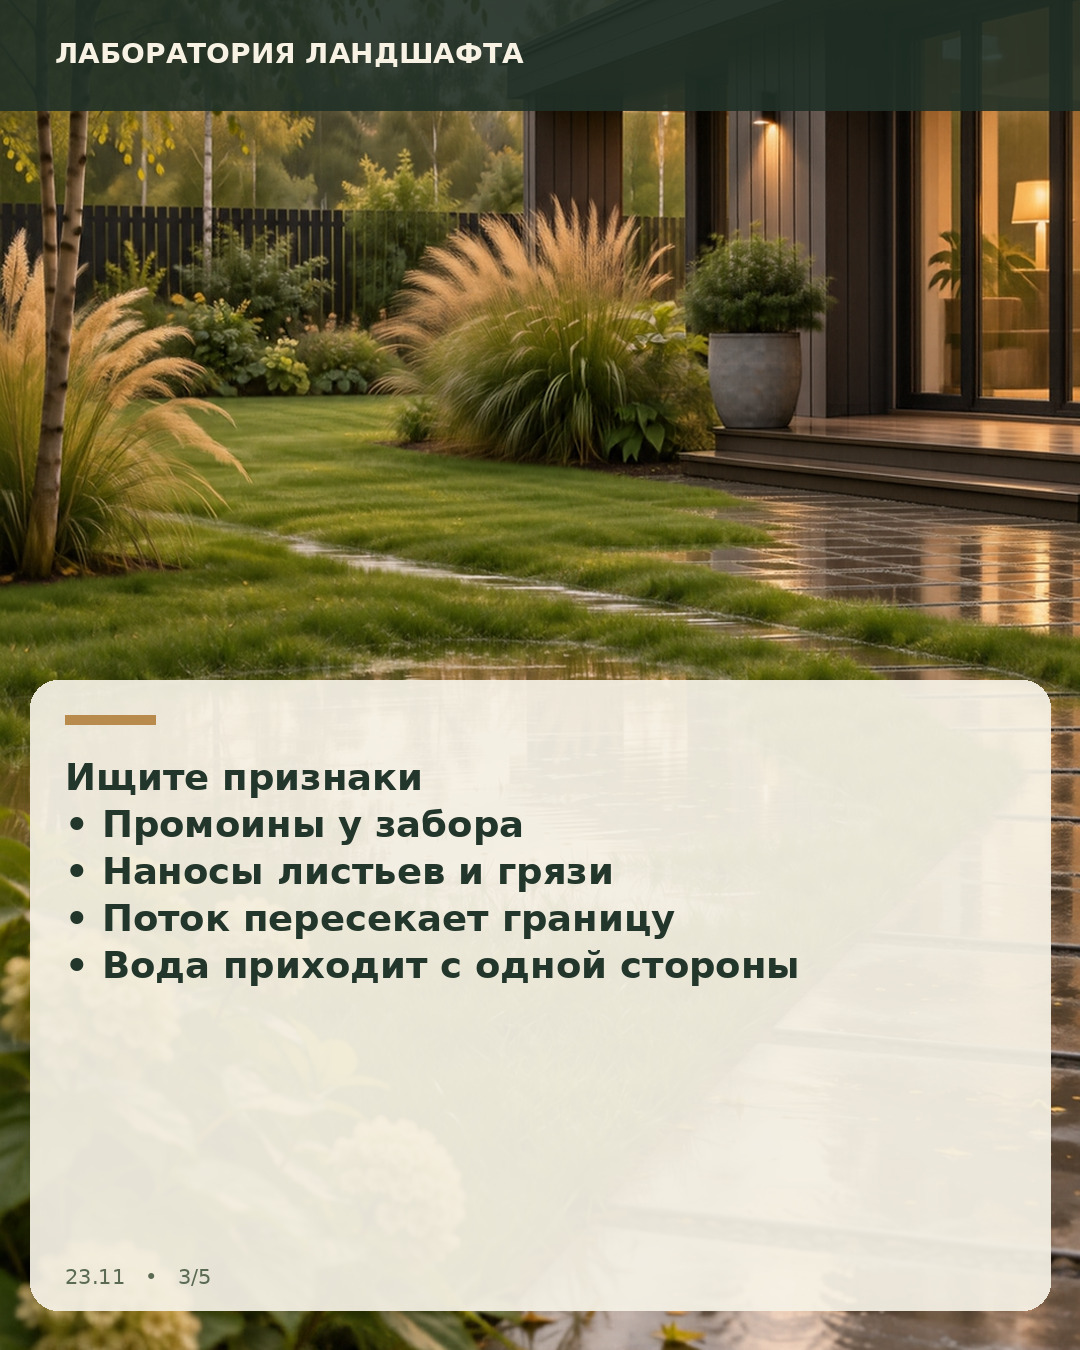 ЛАБОРАТОРИЯ ЛАНДШАФТА
Ищите признаки
• Промоины у забора
• Наносы листьев и грязи
• Поток пересекает границу
• Вода приходит с одной стороны
23.11 • 3/5